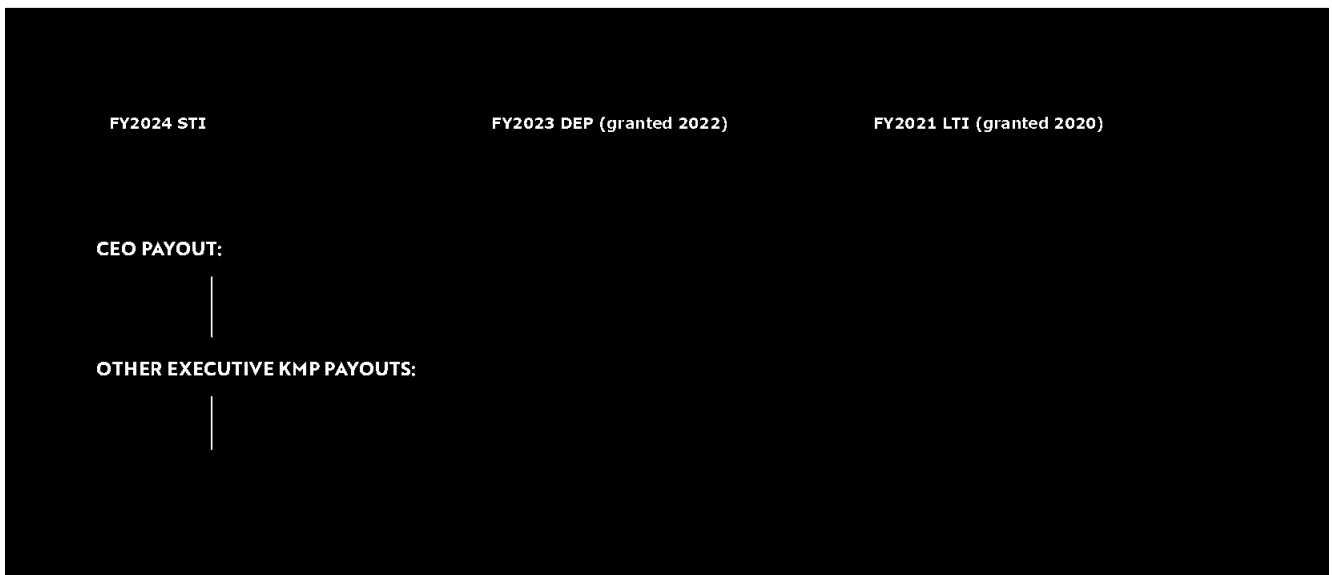 FY2024 STI
FY2023 DEP (granted 2022)
FY2021 LTI (granted 2020)
CEO PAYOUT:
OTHER EXECUTIVE KMP PAYOUTS: